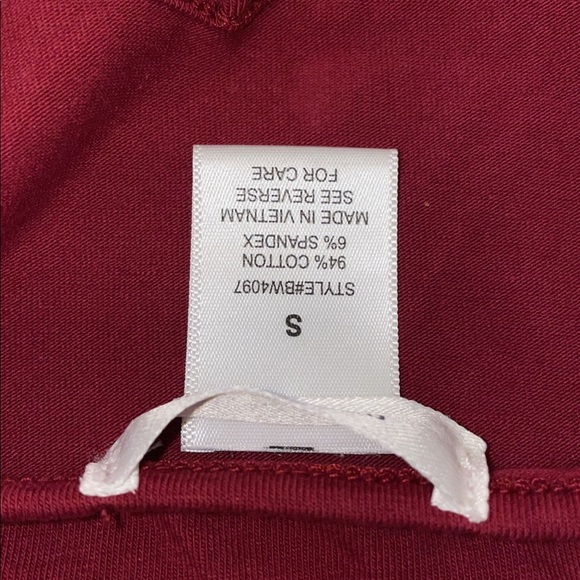 S
STYLE#BW4097
94% COTTON
6% SPANDEX
MADE IN VIETNAM
SEE REVERSE
FOR CARE